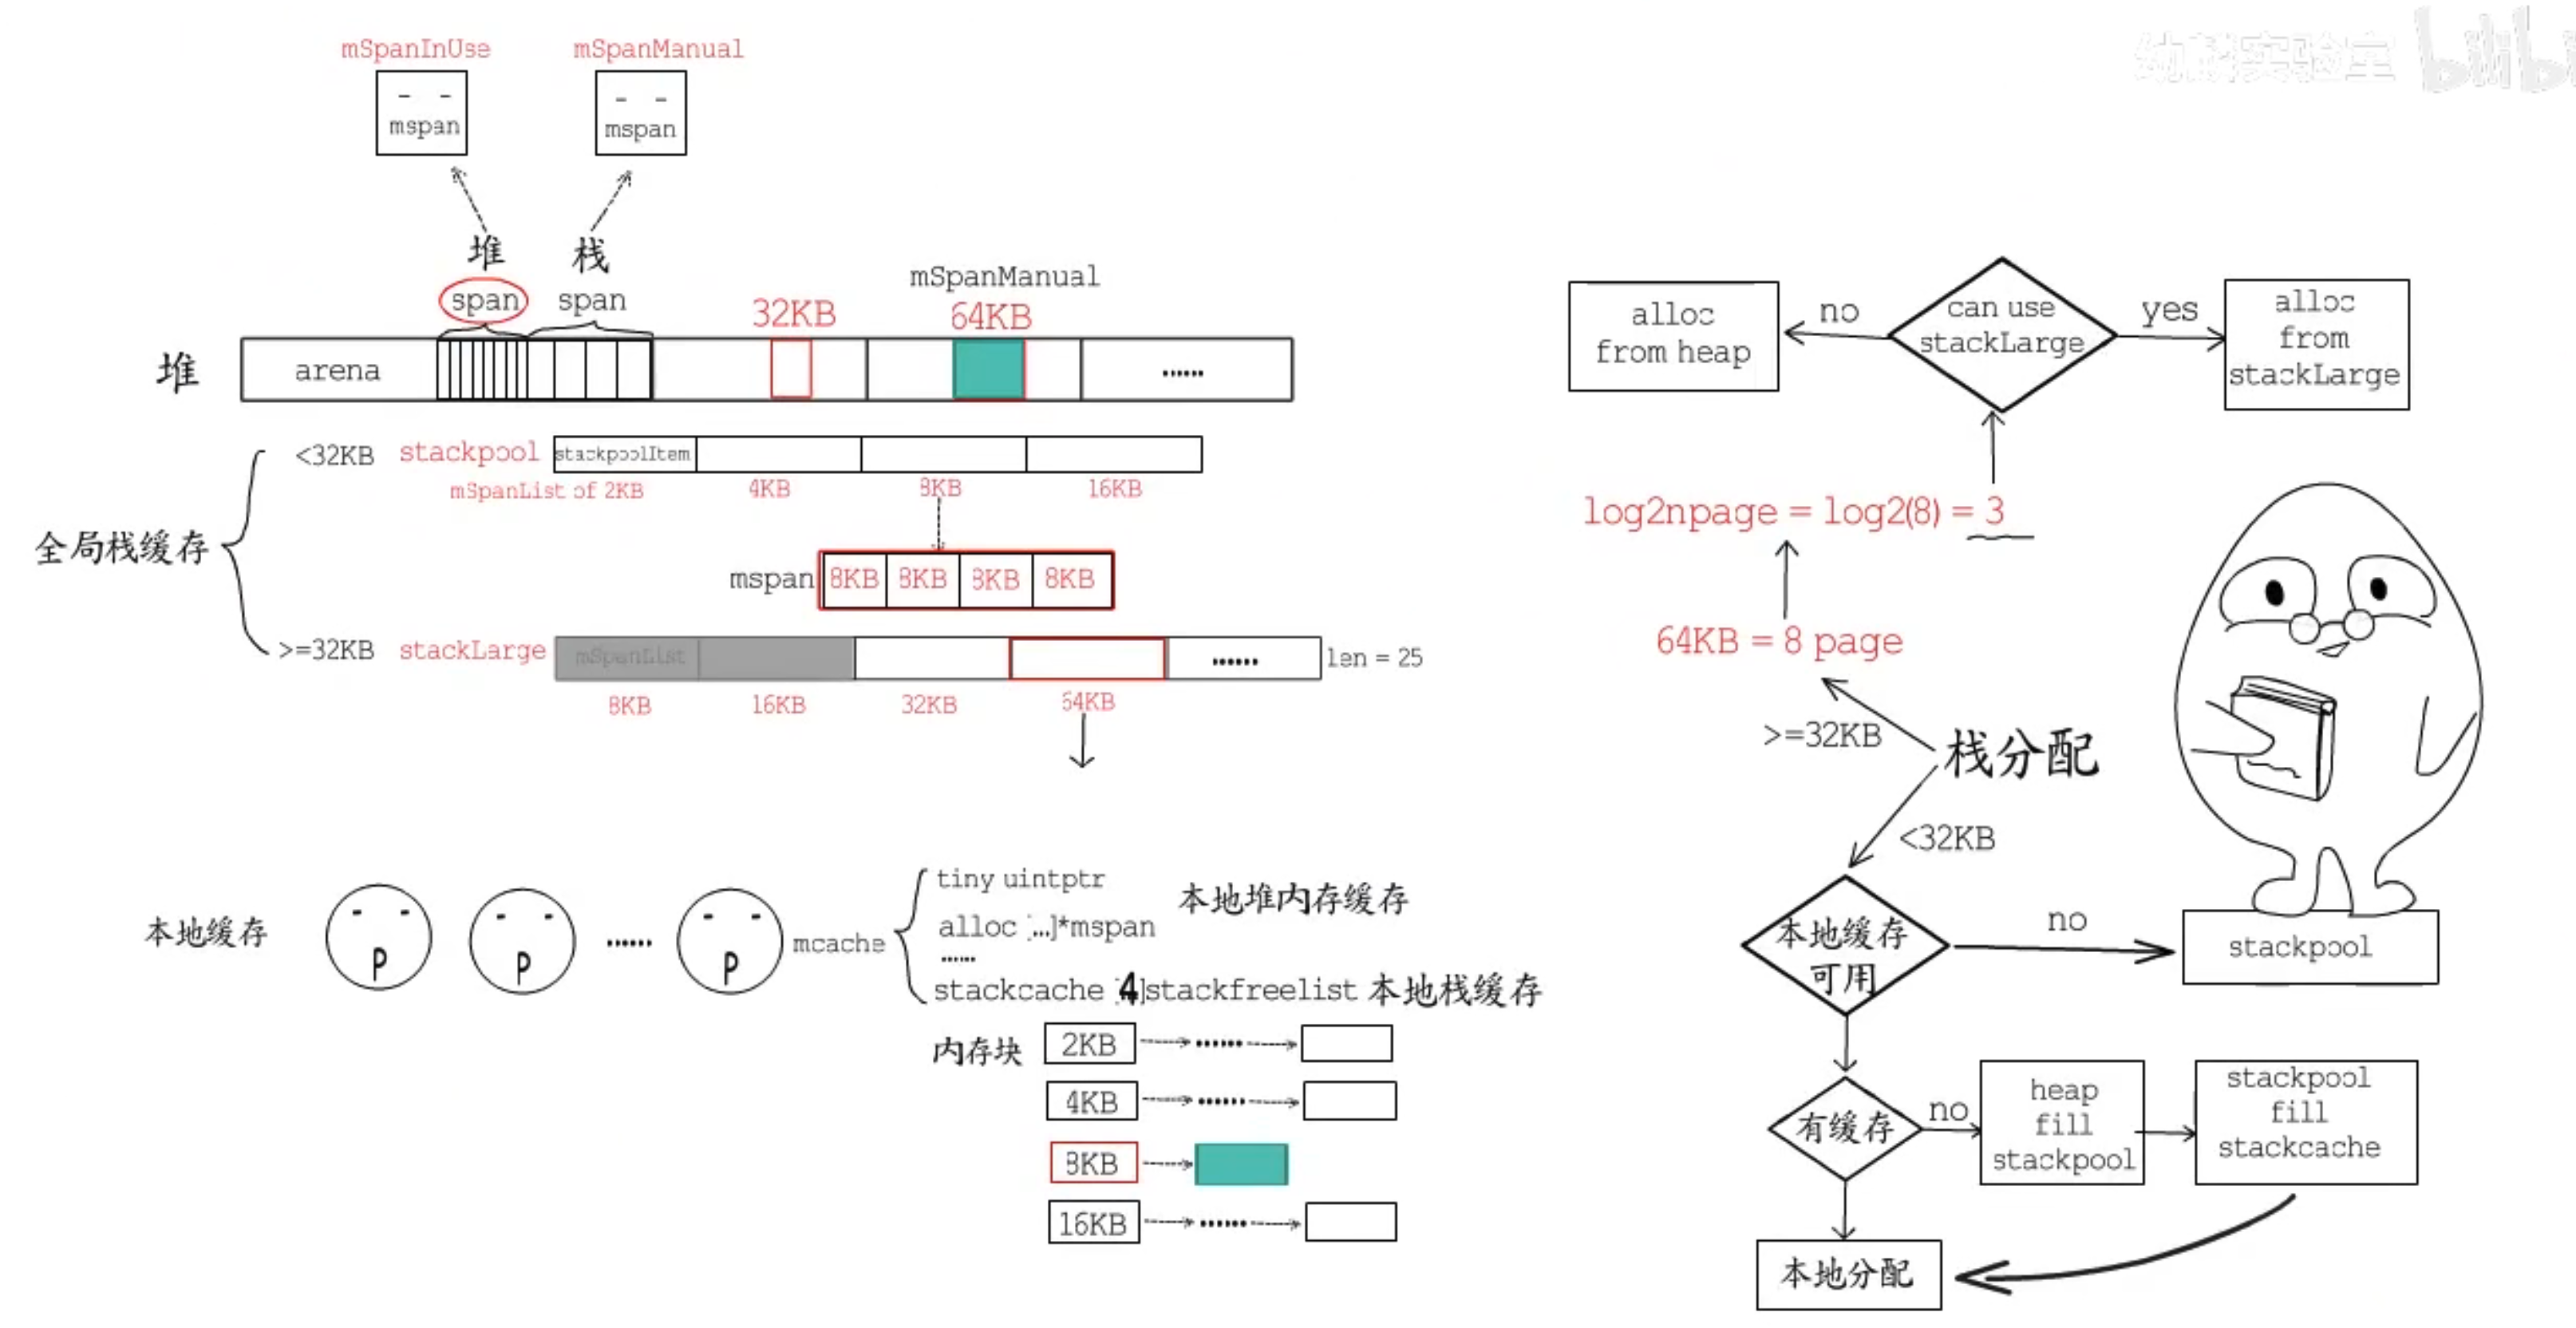 幼麟实验室 bilibi
mSpanInUse
mSpanManual
mspan
mspan
堆
栈
span
span
mSpanManual
32KB
64KB
堆
arena
......
全局栈缓存
<32KB
stackpool
stackpoolItem
mSpanList of 2KB
4KB
8KB
16KB
mspan
8KB
8KB
8KB
8KB
>=32KB
stackLarge
mSpanList
......
len = 25
8KB
16KB
32KB
64KB
本地缓存
P
P
......
P
mcache
tiny uintptr
alloc [...]*mspan
......
stackcache [4]stackfreelist
本地堆内存缓存
本地栈缓存
内存块
2KB
......
4KB
......
8KB
16KB
......
alloc
from heap
no
can use
stackLarge
yes
alloc
from
stackLarge
log2npage = log2(8) = 3
64KB = 8 page
>=32KB
栈分配
<32KB
本地缓存
可用
no
stackpool
有缓存
no
heap
fill
stackpool
stackpool
fill
stackcache
本地分配